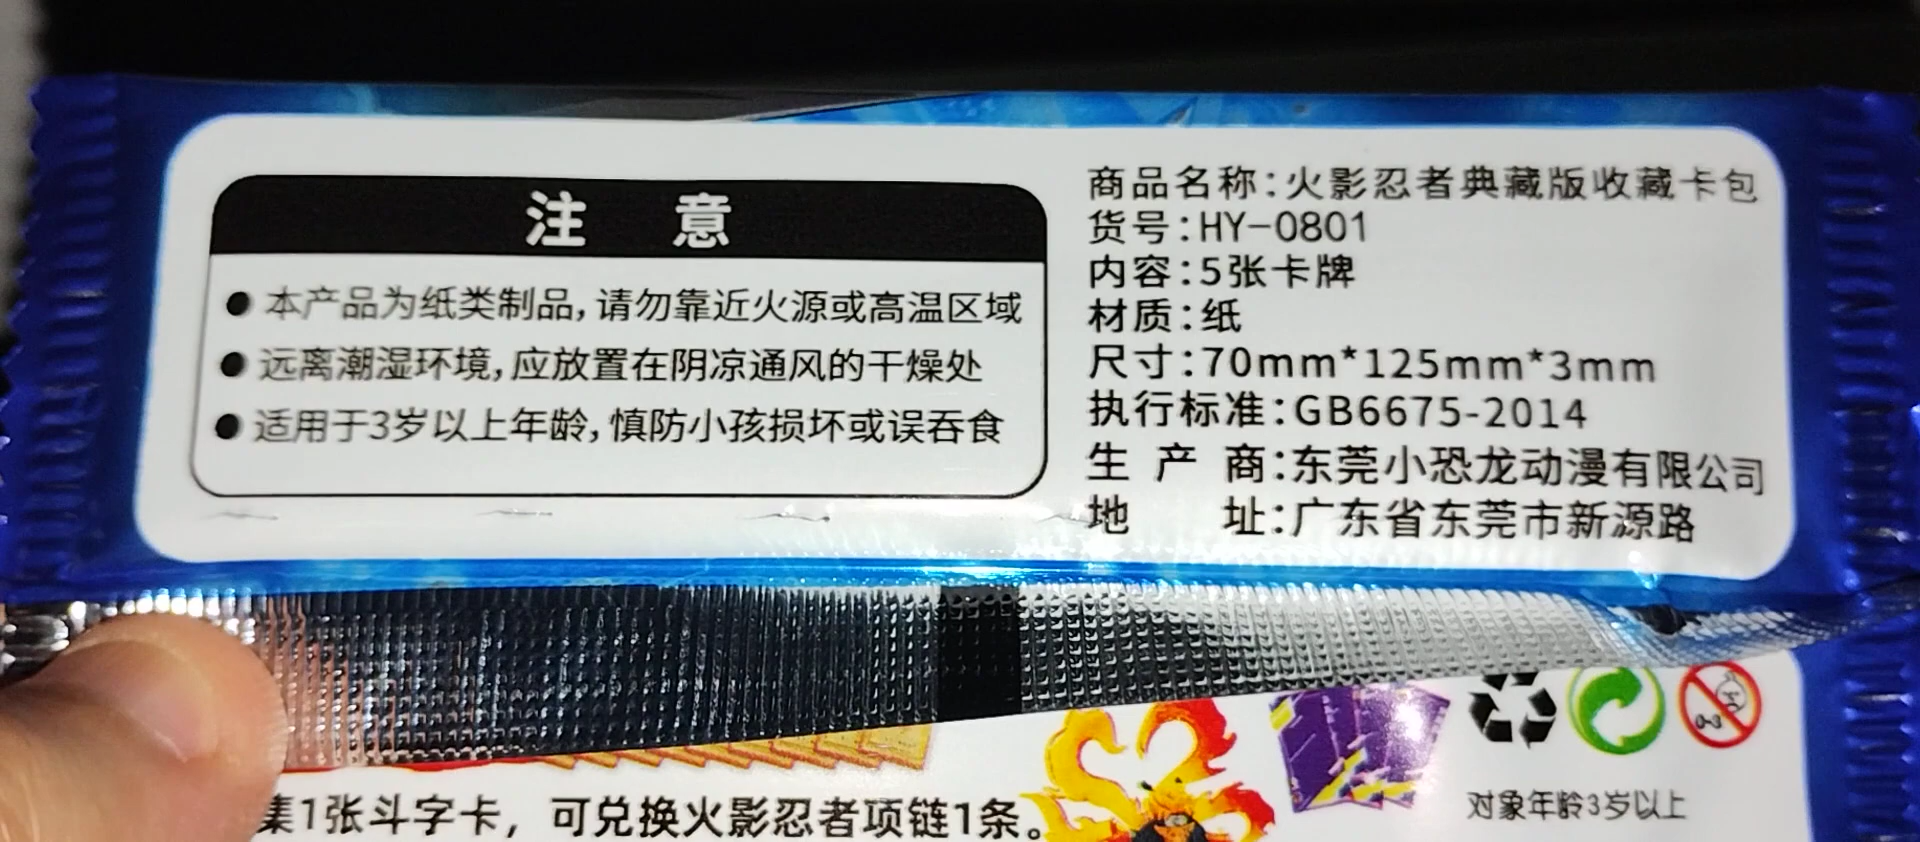 注 意
●本产品为纸类制品,请勿靠近火源或高温区域
●远离潮湿环境,应放置在阴凉通风的干燥处
●适用于3岁以上年龄,慎防小孩损坏或误吞食
商品名称:火影忍者典藏版收藏卡包
货号:HY-0801
内容:5张卡牌
材质:纸
尺寸:70mm*125mm*3mm
执行标准:GB6675-2014
生产商:东莞小恐龙动漫有限公司
地址:广东省东莞市新源路
集1张斗字卡，可兑换火影忍者项链1条。
0-3
对象年龄3岁以上